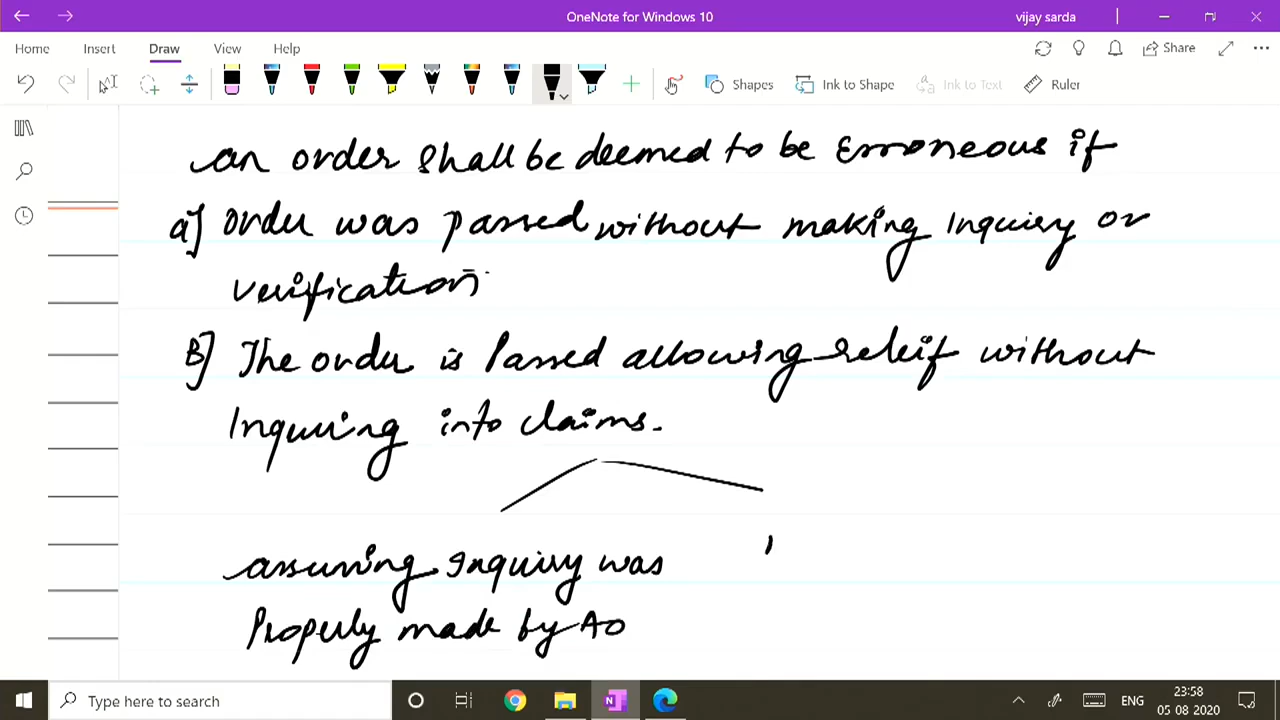 OneNote for Windows 10
vijay sarda
Home Insert Draw View Help
Share
Shapes Ink to Shape Ink to Text Ruler
an order shall be deemed to be Erroneous if
a] order was passed without making Inquiry or
verification
B] The order is Passed allowing releif without
Inquiring into claims.
assuming Inquiry was
Properly made by AO
Type here to search
ENG
23:58
05-08-2020